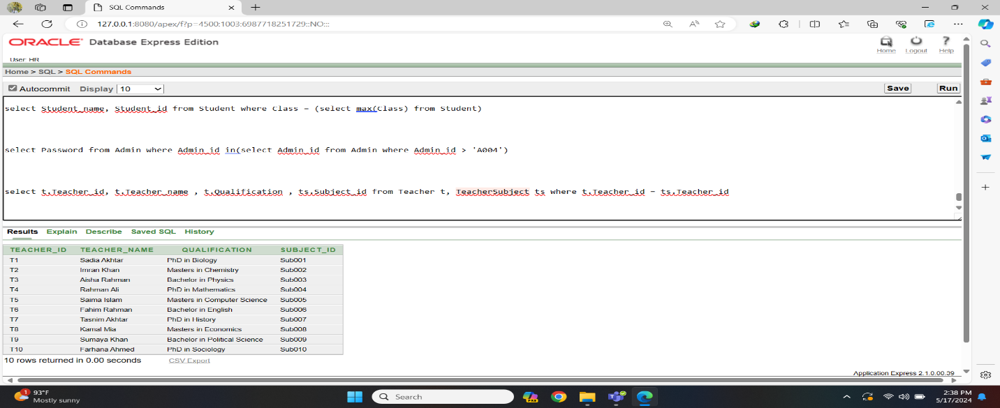 SQL Commands
127.0.0.1:8080/apex/f?p=4500:1003:6987718251729::NO:::
ORACLE Database Express Edition
Home Logout Help
User: HR
Home > SQL > SQL Commands
Autocommit Display 10 Save Run
select Student_name, Student_id from Student where Class = (select max(Class) from Student)
select Password from Admin where Admin_id in(select Admin_id from Admin where Admin_id > 'A004')
select t.Teacher_id, t.Teacher_name , t.Qualification , ts.Subject_id from Teacher t, TeacherSubject ts where t.Teacher_id = ts.Teacher_id
Results Explain Describe Saved SQL History
TEACHER_ID TEACHER_NAME QUALIFICATION SUBJECT_ID
T1 Sadia Akhtar PhD in Biology Sub001
T2 Imran Khan Masters in Chemistry Sub002
T3 Aisha Rahman Bachelor in Physics Sub003
T4 Rahman Ali PhD in Mathematics Sub004
T5 Saima Islam Masters in Computer Science Sub005
T6 Fahim Rahman Bachelor in English Sub006
T7 Tasnim Akhtar PhD in History Sub007
T8 Kamal Mia Masters in Economics Sub008
T9 Sumaya Khan Bachelor in Political Science Sub009
T10 Farhana Ahmed PhD in Sociology Sub010
10 rows returned in 0.00 seconds CSV Export
Application Express 2.1.0.00.39
1 93°F
Mostly sunny
Search
PRE
2:38 PM
5/17/2024